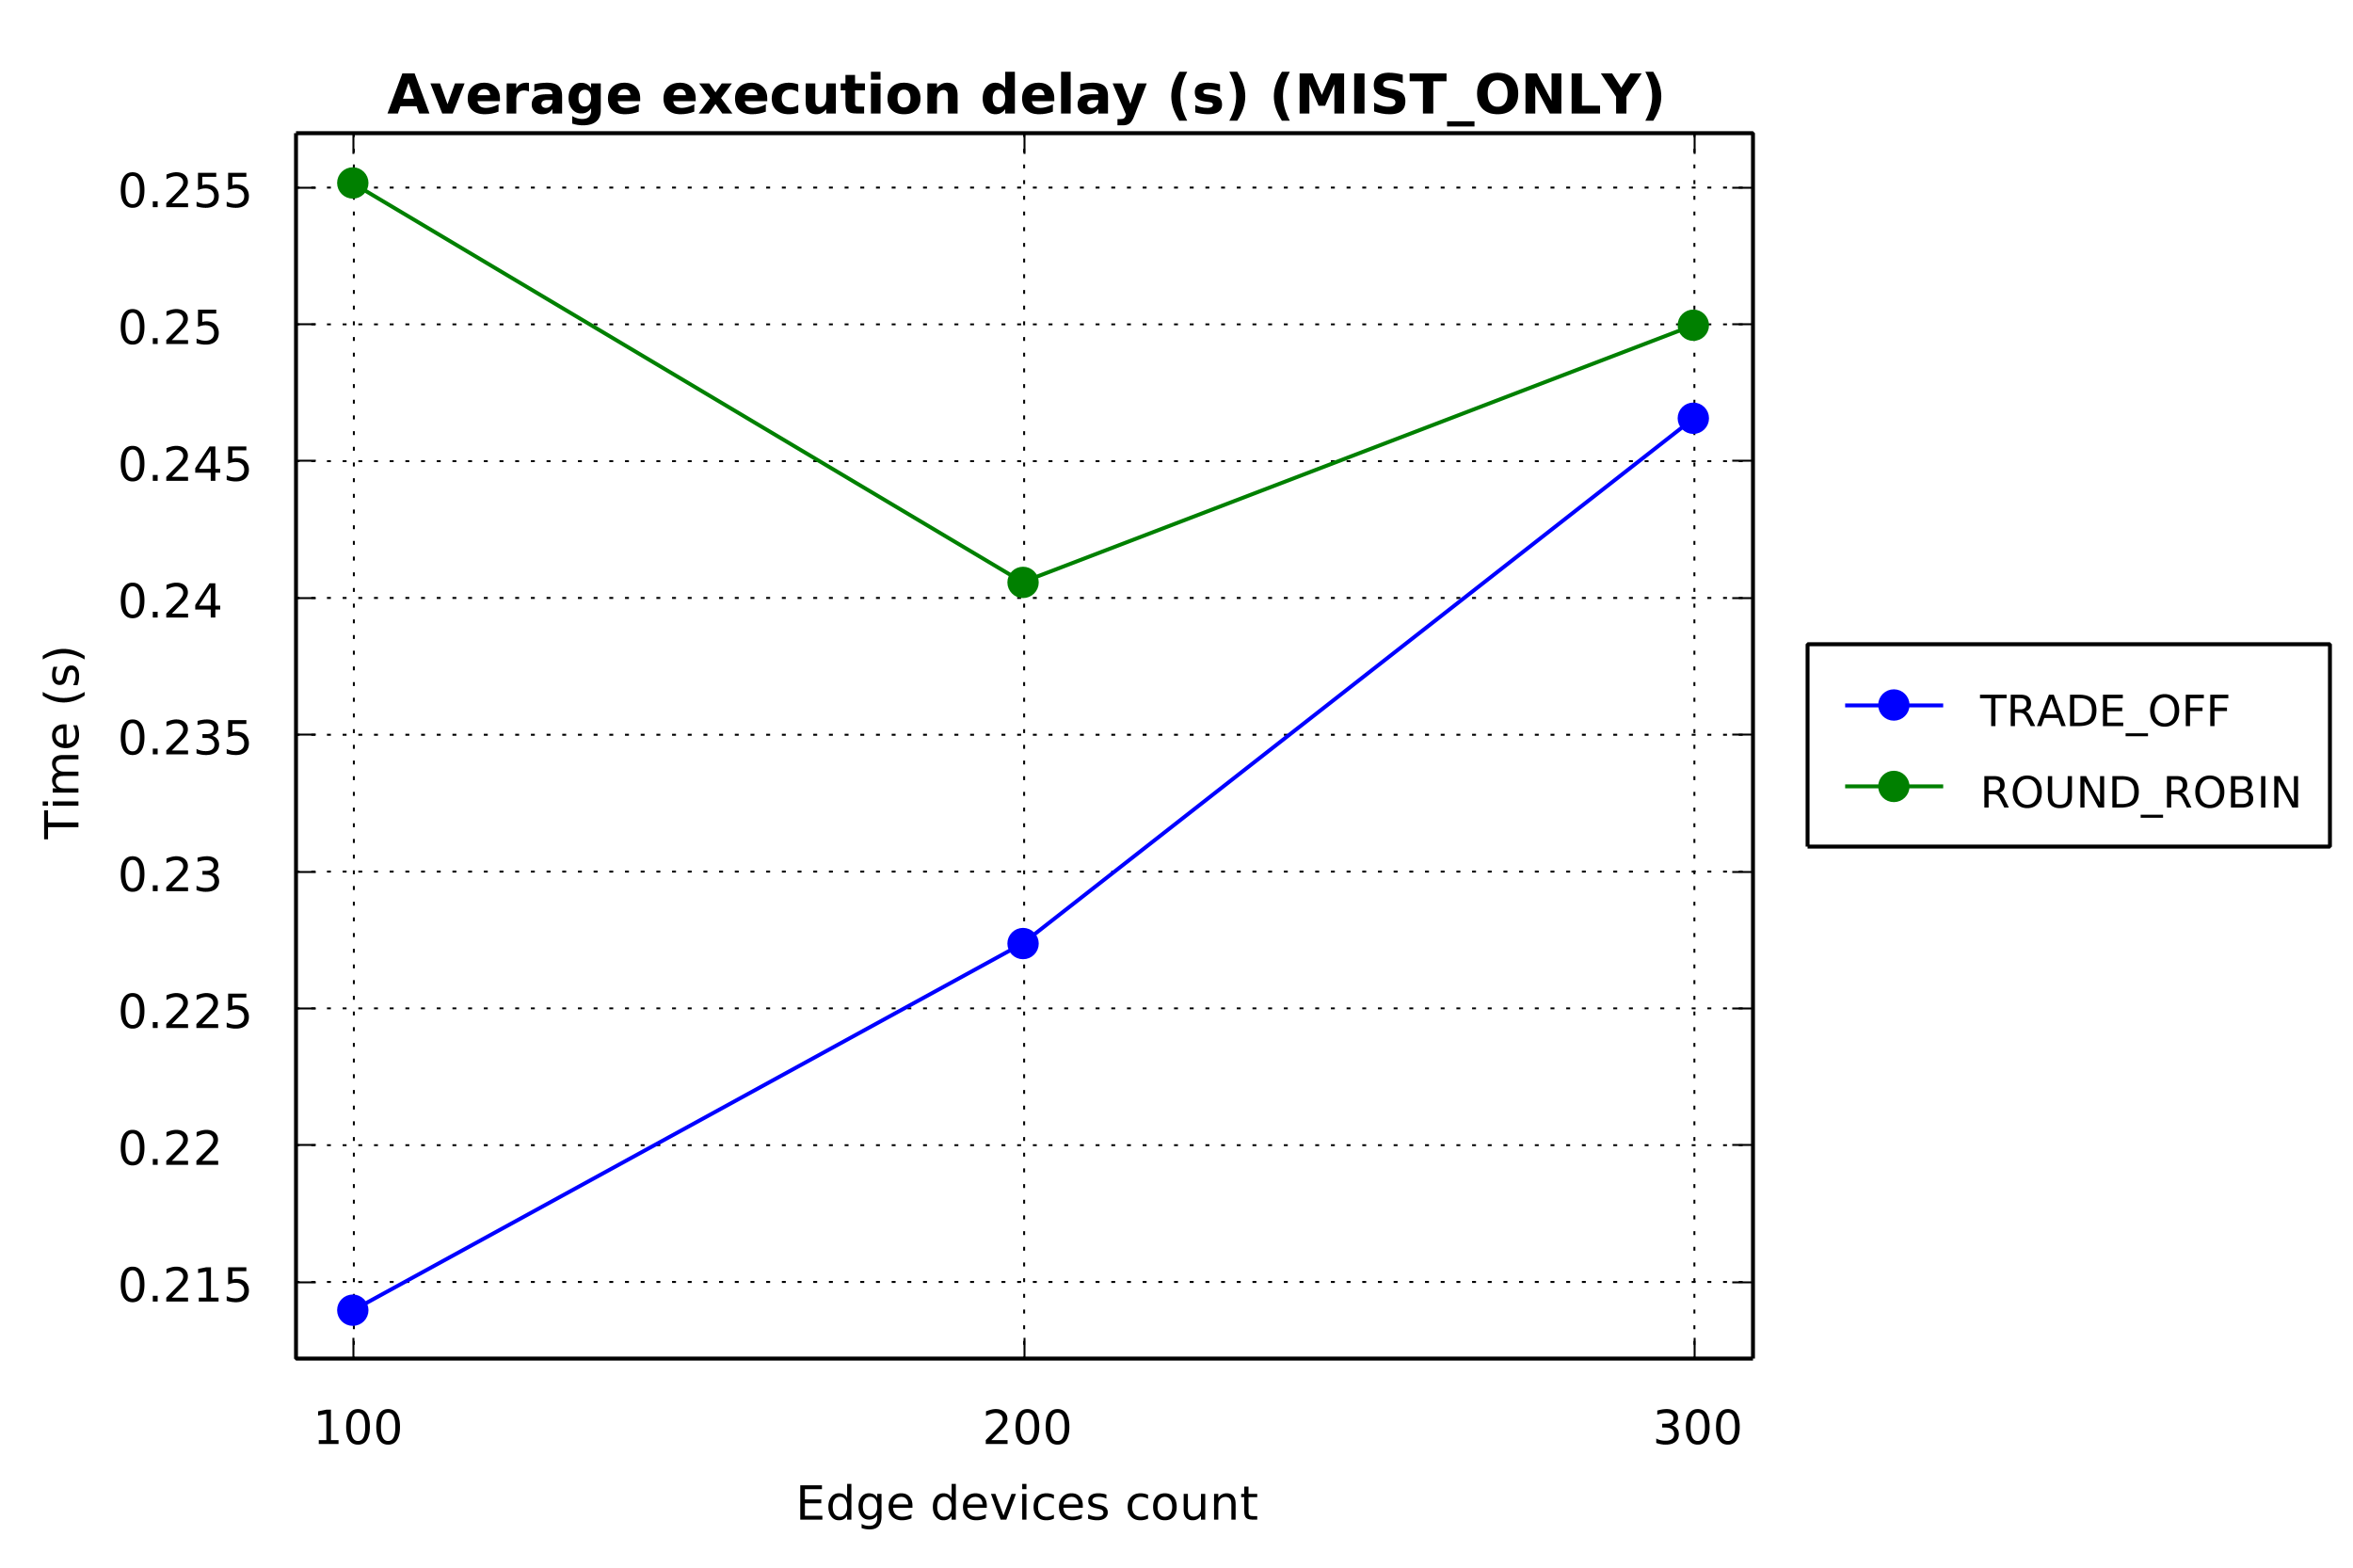 Average execution delay (s) (MIST_ONLY)
0.255
0.25
0.245
0.24
0.235
0.23
0.225
0.22
0.215
Time (s)
100 200 300
Edge devices count
TRADE_OFF
ROUND_ROBIN